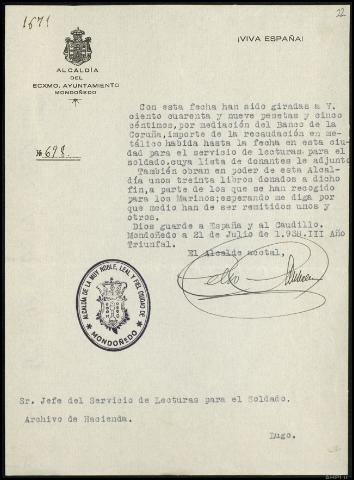 1671
22
¡VIVA ESPAÑA!
ALCALDÍA
DEL
EXCMO. AYUNTAMIENTO
MONDOÑEDO
Nº 698.
Con esta fecha han sido giradas a V.
ciento cuarenta y nueve pesetas y cinco
céntimos, por mediación del Banco de la
Coruña, importe de la recaudación en me-
tálico habida hasta la fecha en esta ciu-
dad para el servicio de lecturas para el
soldado, cuya lista de donantes le adjunto
También obran en poder de esta Alcal-
día unos treinta libros donados a dicho
fin, a parte de los que se han recogido
para los Marinos; esperando me diga por
que medio han de ser remitidos unos y
otros.
Dios guarde a España y al Caudillo.
Mondoñedo a 21 de Julio de 1.938.III Año
Triunfal.
El Alcalde accctal,
ALCALDIA DE LA MUY NOBLE, LEAL Y FIEL CIUDAD DE
MONDOÑEDO
Sr. Jefe del Servicio de Lecturas para el Soldado.
Archivo de Hacienda.
Lugo.